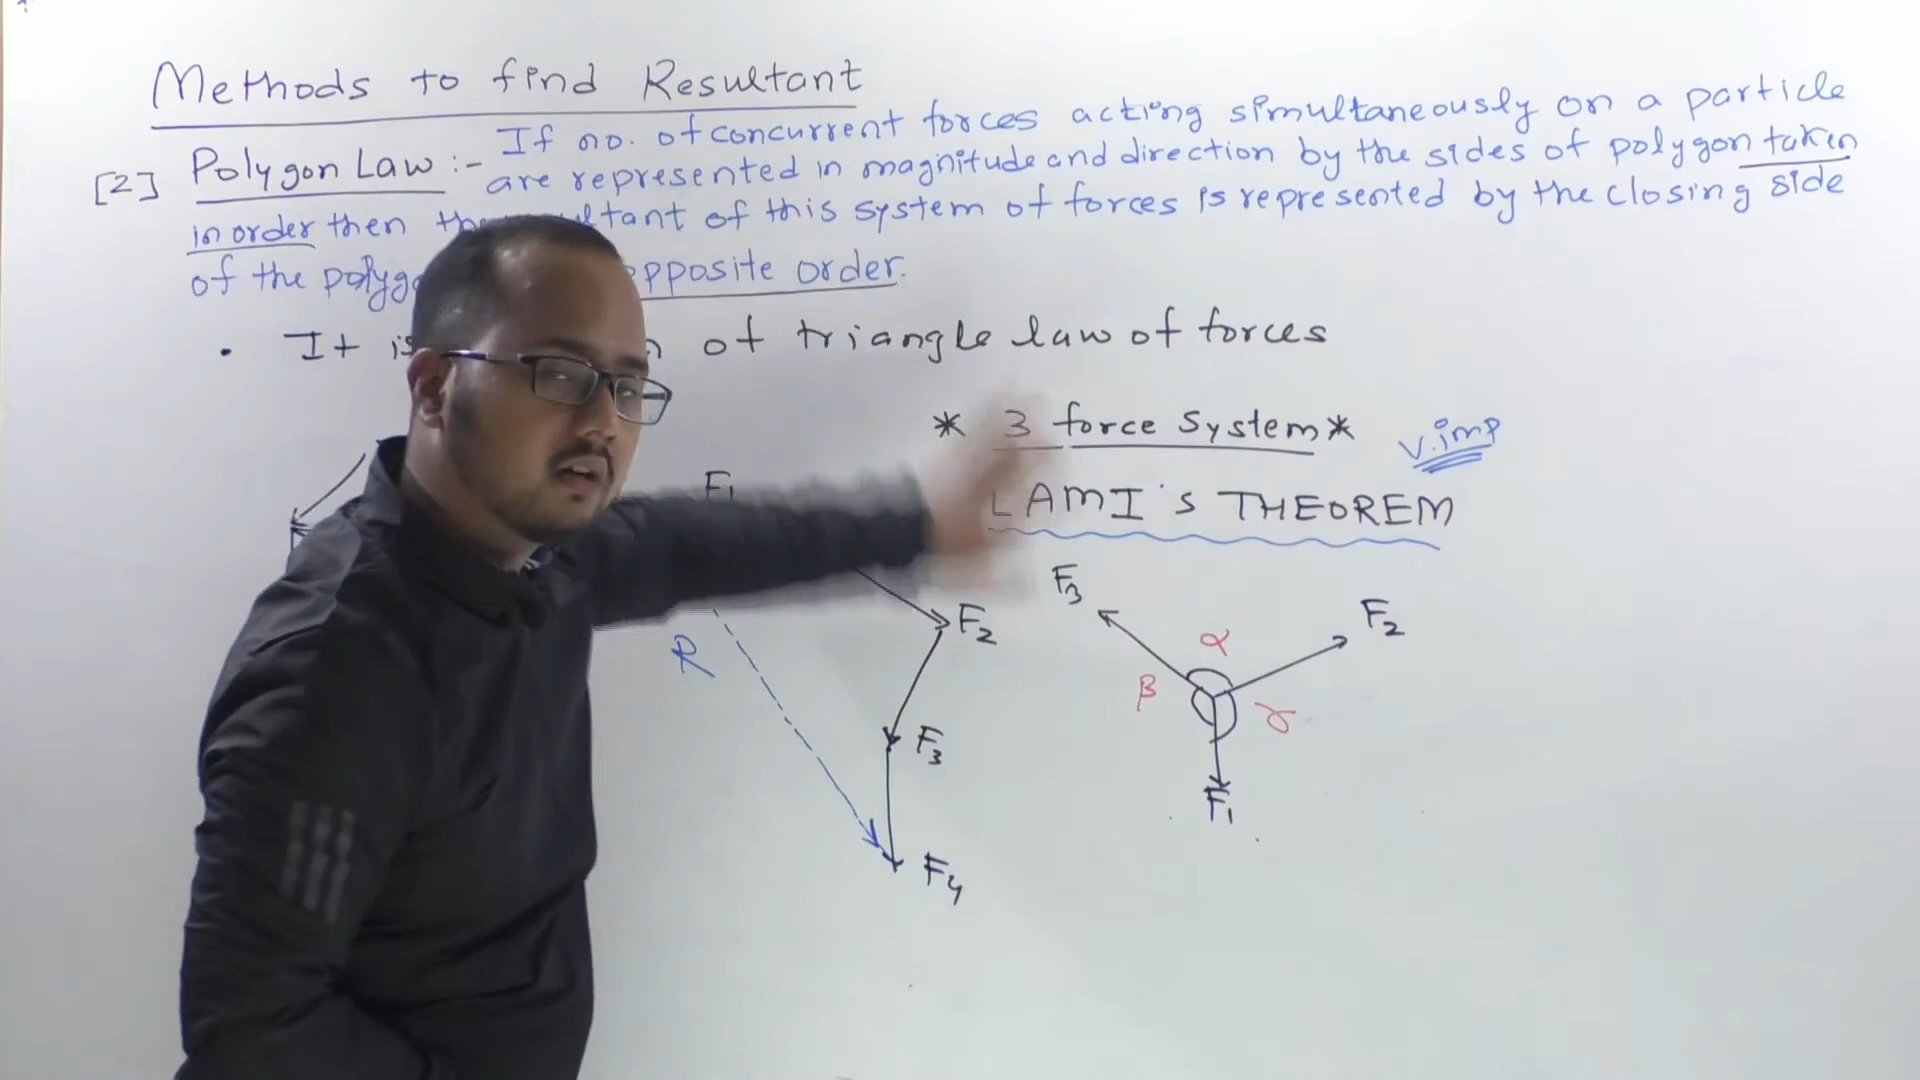 Methods to find Resultant
[2] Polygon Law :- If no. of concurrent forces acting simultaneously on a particle
are represented in magnitude and direction by the sides of polygon taken
in order then the tant of this system of forces is represented by the closing side
of the polyg opposite order.
• It is of triangle law of forces
* 3 force System * v.imp
LAMI's THEOREM
F1
F3
F2
F2
α
R
β
γ
F3
F1
F4